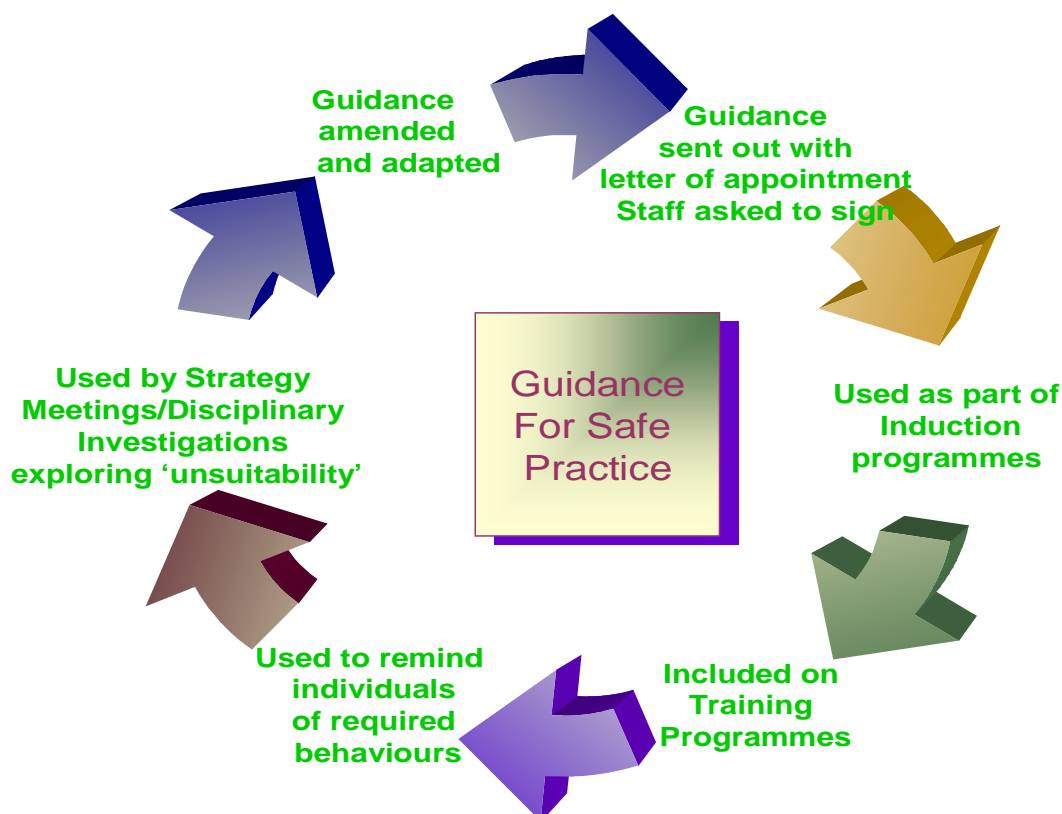 Guidance
amended
and adapted
Guidance
sent out with
letter of appointment
Staff asked to sign
Used as part of
Induction
programmes
Included on
Training
Programmes
Used to remind
individuals
of required
behaviours
Used by Strategy
Meetings/Disciplinary
Investigations
exploring ‘unsuitability’
Guidance
For Safe
Practice